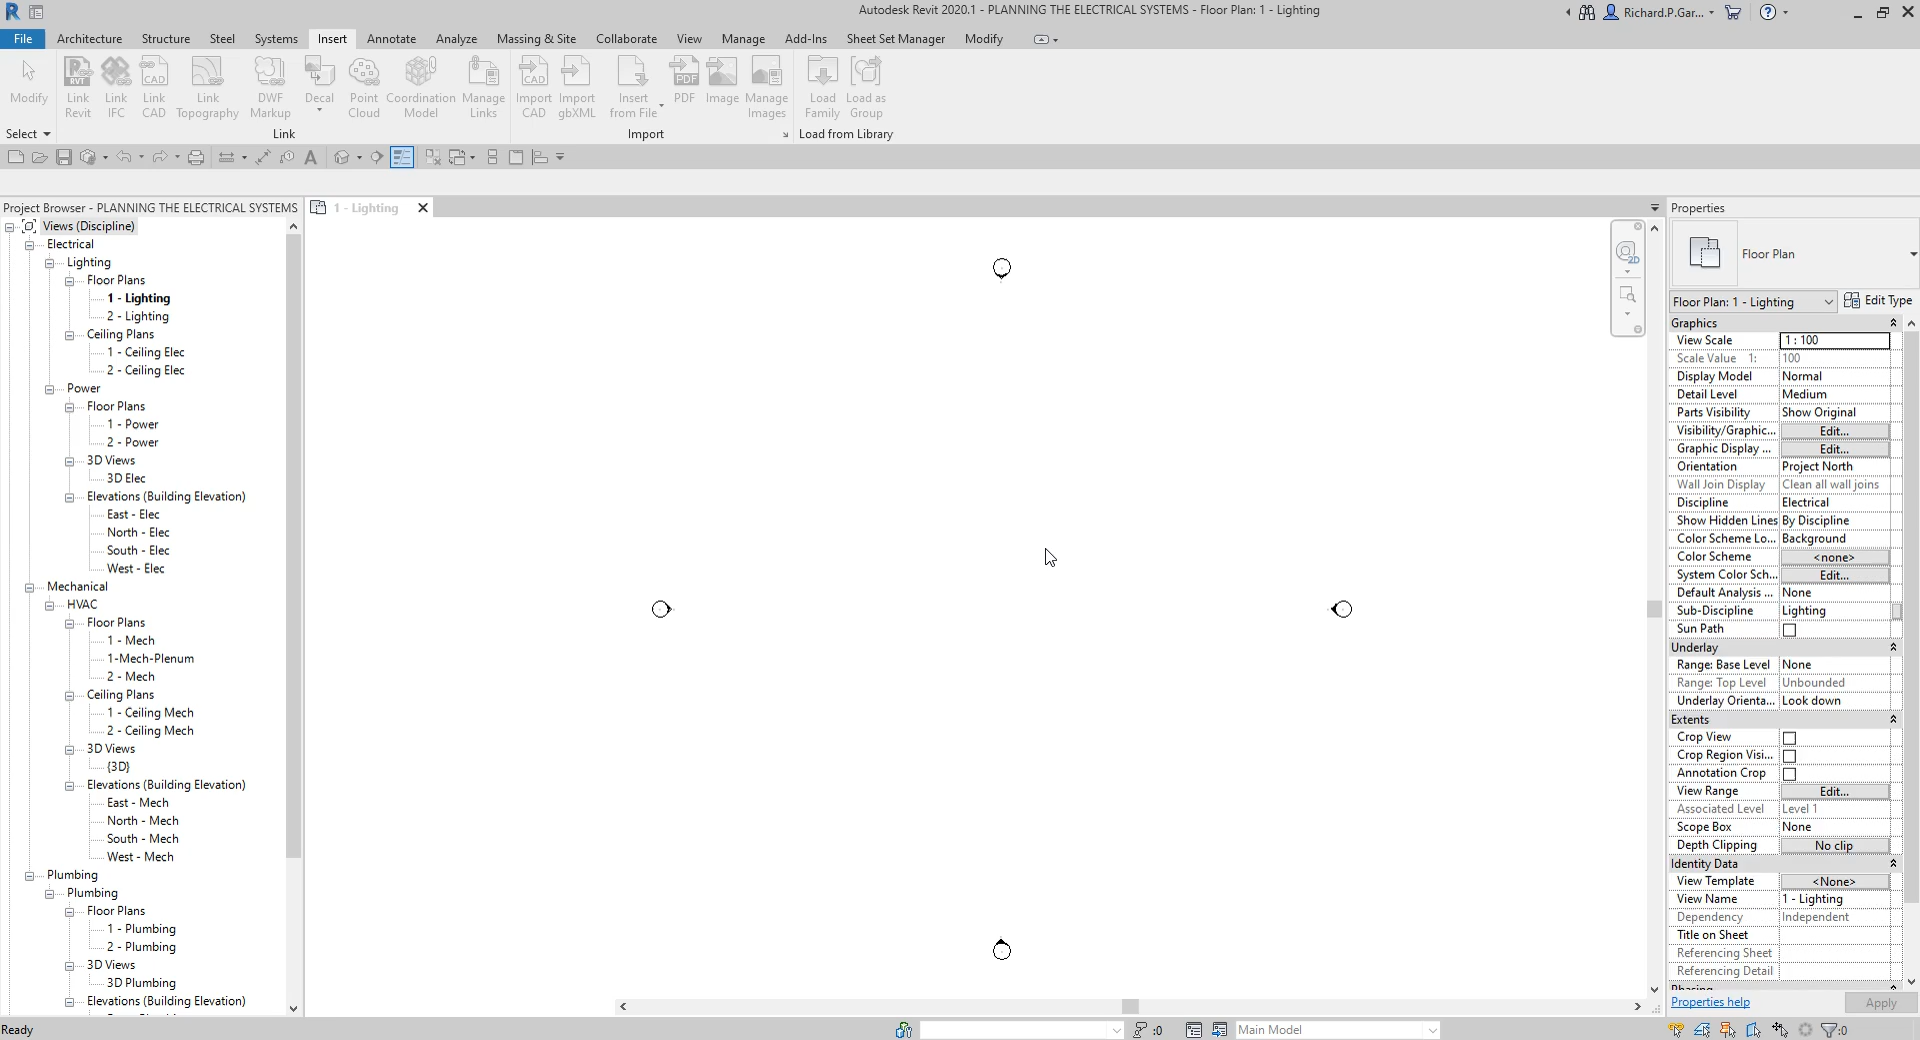 Autodesk Revit 2020.1 - PLANNING THE ELECTRICAL SYSTEMS - Floor Plan: 1 - Lighting
Richard.P.Gar...
File Architecture Structure Steel Systems Insert Annotate Analyze Massing & Site Collaborate View Manage Add-Ins Sheet Set Manager Modify
Modify
Link Revit
Link IFC
Link CAD
Link Topography
DWF Markup
Decal
Point Cloud
Coordination Model
Manage Links
Import CAD
Import gbXML
Insert from File
PDF
Image
Manage Images
Load Family
Load as Group
Select Link Import Load from Library
Project Browser - PLANNING THE ELECTRICAL SYSTEMS
Views (Discipline)
Electrical
Lighting
Floor Plans
1 - Lighting
2 - Lighting
Ceiling Plans
1 - Ceiling Elec
2 - Ceiling Elec
Power
Floor Plans
1 - Power
2 - Power
3D Views
3D Elec
Elevations (Building Elevation)
East - Elec
North - Elec
South - Elec
West - Elec
Mechanical
HVAC
Floor Plans
1 - Mech
1-Mech-Plenum
2 - Mech
Ceiling Plans
1 - Ceiling Mech
2 - Ceiling Mech
3D Views
{3D}
Elevations (Building Elevation)
East - Mech
North - Mech
South - Mech
West - Mech
Plumbing
Plumbing
Floor Plans
1 - Plumbing
2 - Plumbing
3D Views
3D Plumbing
Elevations (Building Elevation)
1 - Lighting
2D
Properties
Floor Plan
Floor Plan: 1 - Lighting Edit Type
Graphics
View Scale 1 : 100
Scale Value 1: 100
Display Model Normal
Detail Level Medium
Parts Visibility Show Original
Visibility/Graphic... Edit...
Graphic Display ... Edit...
Orientation Project North
Wall Join Display Clean all wall joins
Discipline Electrical
Show Hidden Lines By Discipline
Color Scheme Lo... Background
Color Scheme <none>
System Color Sch... Edit...
Default Analysis ... None
Sub-Discipline Lighting
Sun Path
Underlay
Range: Base Level None
Range: Top Level Unbounded
Underlay Orienta... Look down
Extents
Crop View
Crop Region Visi...
Annotation Crop
View Range Edit...
Associated Level Level 1
Scope Box None
Depth Clipping No clip
Identity Data
View Template <None>
View Name 1 - Lighting
Dependency Independent
Title on Sheet
Referencing Sheet
Referencing Detail
Phasing
Properties help Apply
Ready :0 Main Model :0